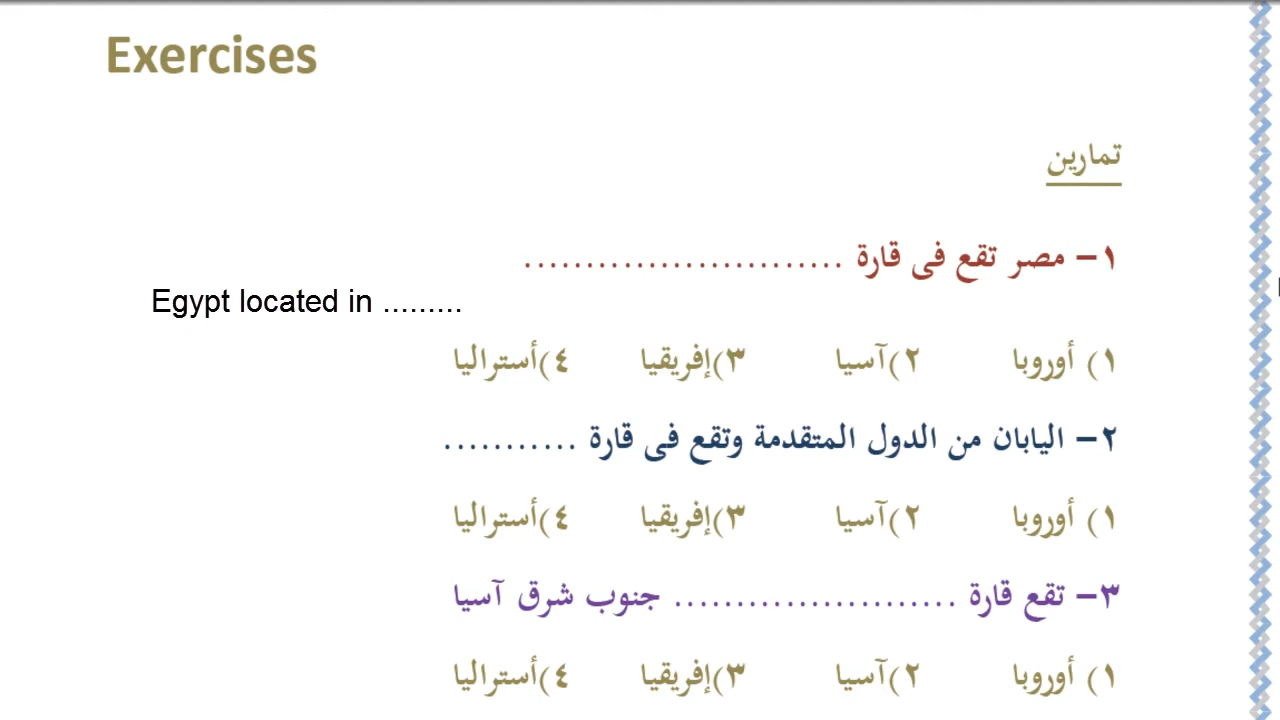 Exercises
تمارين
١- مصر تقع فى قارة ..........................
Egypt located in .........
١) أوروبا ٢)آسيا ٣)إفريقيا ٤)أستراليا
٢- اليابان من الدول المتقدمة وتقع فى قارة ...........
١) أوروبا ٢)آسيا ٣)إفريقيا ٤)أستراليا
٣- تقع قارة ....................... جنوب شرق آسيا
١) أوروبا ٢)آسيا ٣)إفريقيا ٤)أستراليا